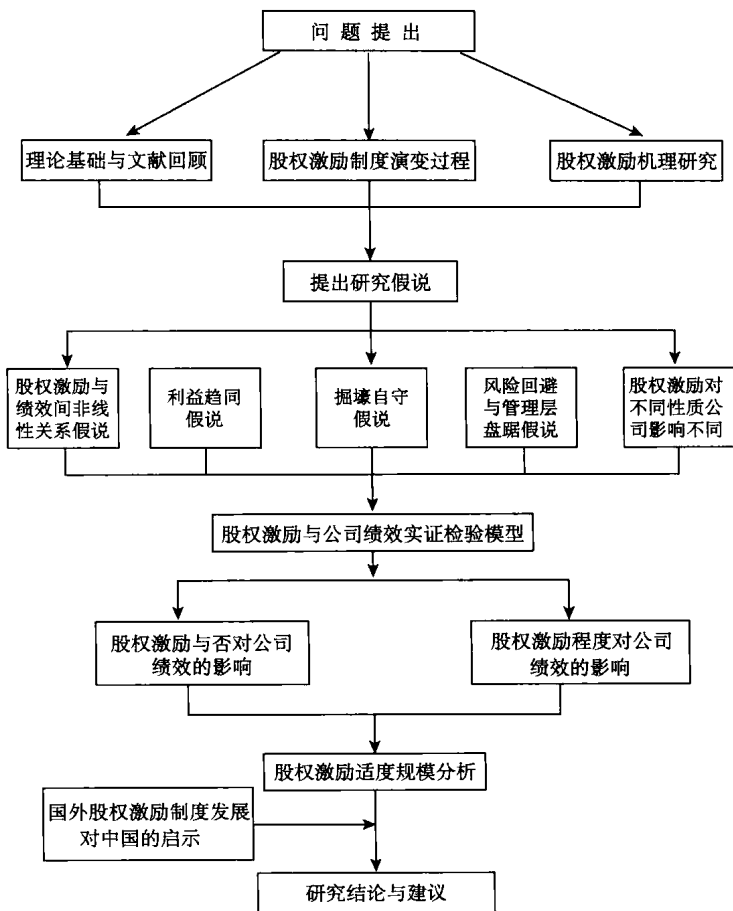 问题提出
理论基础与文献回顾
股权激励制度演变过程
股权激励机理研究
提出研究假说
股权激励与
绩效间非线
性关系假说
利益趋同
假说
掘壕自守
假说
风险回避
与管理层
盘踞假说
股权激励对
不同性质公
司影响不同
股权激励与公司绩效实证检验模型
股权激励与否对公司
绩效的影响
股权激励程度对公司
绩效的影响
股权激励适度规模分析
国外股权激励制度发展
对中国的启示
研究结论与建议